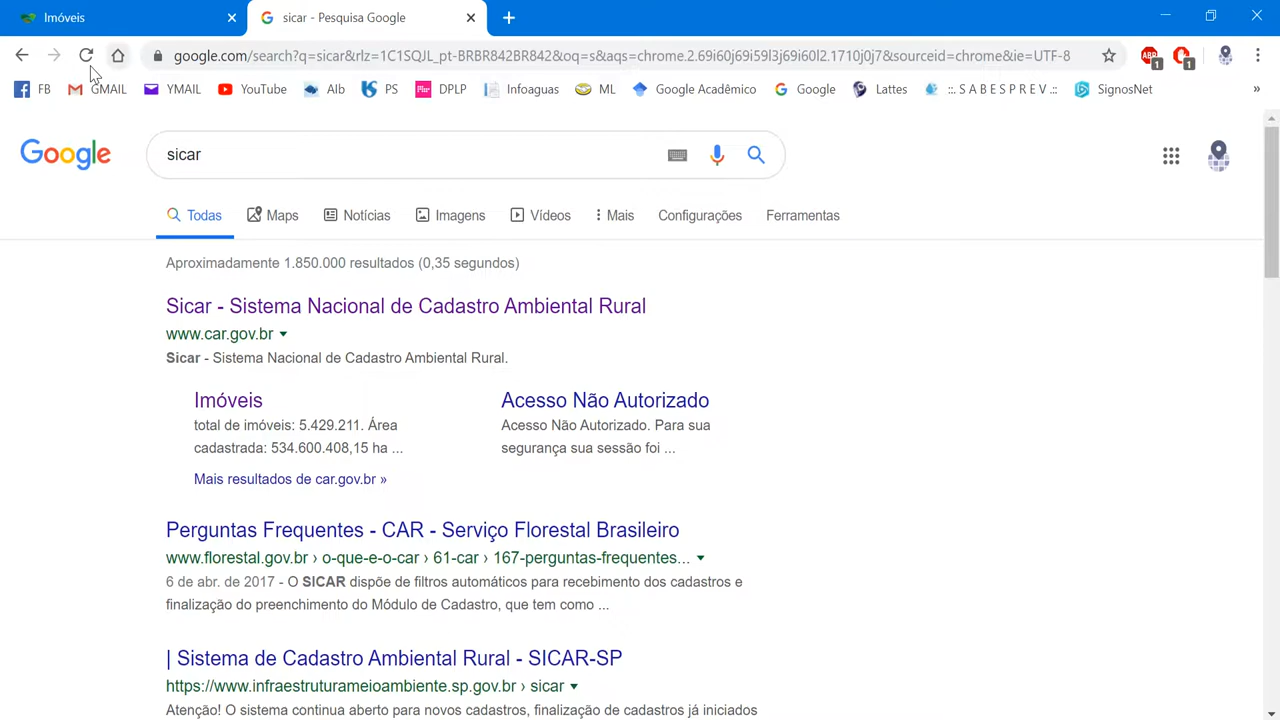 Imóveis
sicar - Pesquisa Google
google.com/search?q=sicar&rlz=1C1SQJL_pt-BRBR842BR842&oq=s&aqs=chrome.2.69i60j69i59l3j69i60l2.1710j0j7&sourceid=chrome&ie=UTF-8
ABP 1 1
FB GMAIL YMAIL YouTube Alb PS DPLP Infoaguas ML Google Acadêmico Google Lattes ::. S A B E S P R E V .:: SignosNet »
Google sicar
Todas Maps Notícias Imagens Vídeos Mais Configurações Ferramentas
Aproximadamente 1.850.000 resultados (0,35 segundos)
Sicar - Sistema Nacional de Cadastro Ambiental Rural
www.car.gov.br
Sicar - Sistema Nacional de Cadastro Ambiental Rural.
Imóveis
total de imóveis: 5.429.211. Área
cadastrada: 534.600.408,15 ha ...
Acesso Não Autorizado
Acesso Não Autorizado. Para sua
segurança sua sessão foi ...
Mais resultados de car.gov.br »
Perguntas Frequentes - CAR - Serviço Florestal Brasileiro
www.florestal.gov.br › o-que-e-o-car › 61-car › 167-perguntas-frequentes...
6 de abr. de 2017 - O SICAR dispõe de filtros automáticos para recebimento dos cadastros e
finalização do preenchimento do Módulo de Cadastro, que tem como ...
| Sistema de Cadastro Ambiental Rural - SICAR-SP
https://www.infraestruturameioambiente.sp.gov.br › sicar
Atenção! O sistema continua aberto para novos cadastros, finalização de cadastros já iniciados